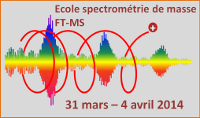 Ecole spectrométrie de masse
FT-MS
+
31 mars – 4 avril 2014